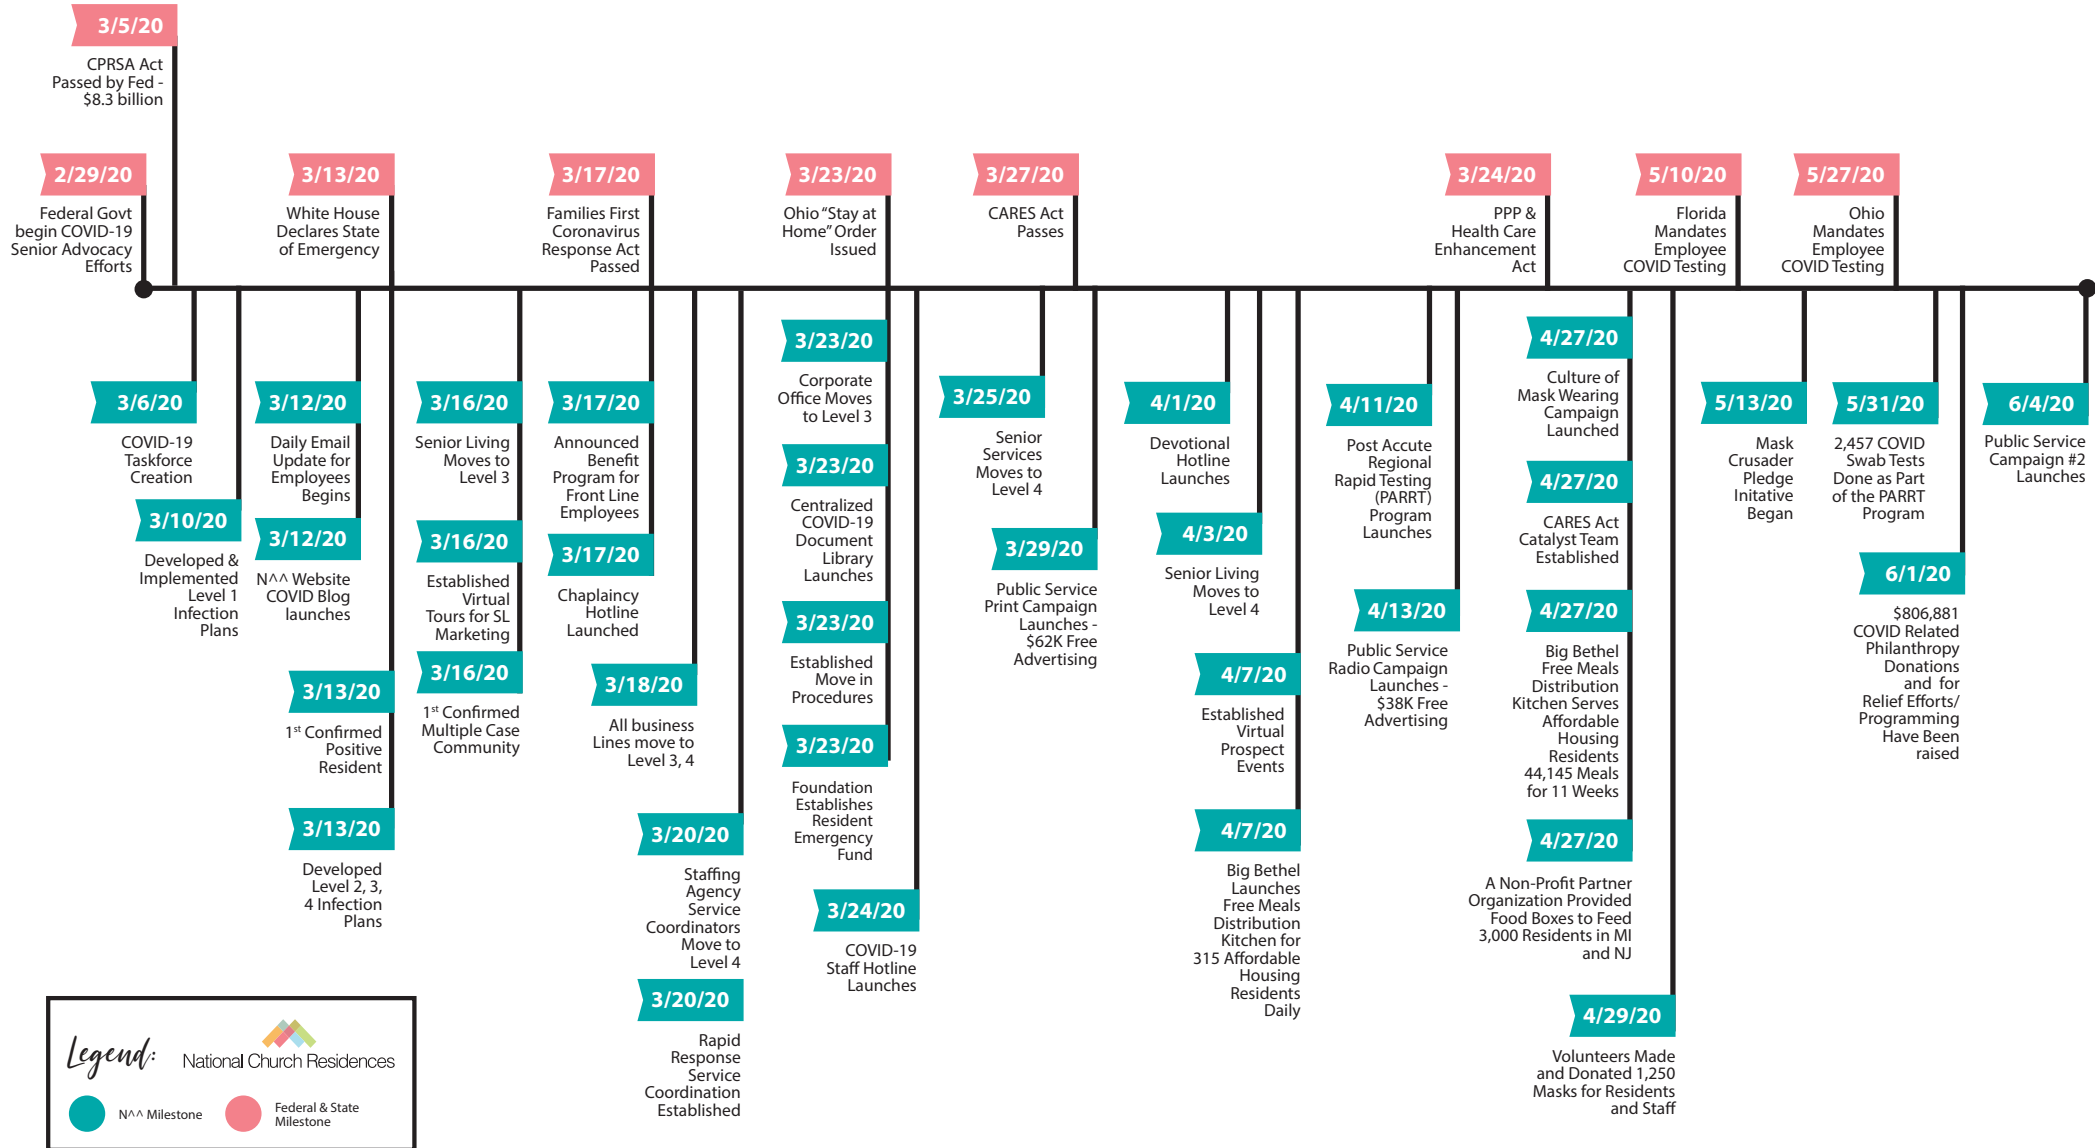 3/5/20
CPRSA Act
Passed by Fed -
$8.3 billion
2/29/20
Federal Govt
begin COVID-19
Senior Advocacy
Efforts
3/13/20
White House
Declares State
of Emergency
3/17/20
Families First
Coronavirus
Response Act
Passed
3/23/20
Ohio “Stay at
Home” Order
Issued
3/27/20
CARES Act
Passes
3/24/20
PPP &
Health Care
Enhancement
Act
5/10/20
Florida
Mandates
Employee
COVID Testing
5/27/20
Ohio
Mandates
Employee
COVID Testing
3/6/20
COVID-19
Taskforce
Creation
3/10/20
Developed &
Implemented
Level 1
Infection
Plans
3/12/20
Daily Email
Update for
Employees
Begins
3/12/20
N^^ Website
COVID Blog
launches
3/13/20
1st Confirmed
Positive
Resident
3/13/20
Developed
Level 2, 3,
4 Infection
Plans
3/16/20
Senior Living
Moves to
Level 3
3/16/20
Established
Virtual
Tours for SL
Marketing
3/16/20
1st Confirmed
Multiple Case
Community
3/17/20
Announced
Benefit
Program for
Front Line
Employees
3/17/20
Chaplaincy
Hotline
Launched
3/18/20
All business
Lines move to
Level 3, 4
3/20/20
Staffing
Agency
Service
Coordinators
Move to
Level 4
3/20/20
Rapid
Response
Service
Coordination
Established
3/23/20
Corporate
Office Moves
to Level 3
3/23/20
Centralized
COVID-19
Document
Library
Launches
3/23/20
Established
Move in
Procedures
3/23/20
Foundation
Establishes
Resident
Emergency
Fund
3/24/20
COVID-19
Staff Hotline
Launches
3/25/20
Senior
Services
Moves to
Level 4
3/29/20
Public Service
Print Campaign
Launches -
$62K Free
Advertising
4/1/20
Devotional
Hotline
Launches
4/3/20
Senior Living
Moves to
Level 4
4/7/20
Established
Virtual
Prospect
Events
4/7/20
Big Bethel
Launches
Free Meals
Distribution
Kitchen for
315 Affordable
Housing
Residents
Daily
4/11/20
Post Accute
Regional
Rapid Testing
(PARRT)
Program
Launches
4/13/20
Public Service
Radio Campaign
Launches -
$38K Free
Advertising
4/27/20
Culture of
Mask Wearing
Campaign
Launched
4/27/20
CARES Act
Catalyst Team
Established
4/27/20
Big Bethel
Free Meals
Distribution
Kitchen Serves
Affordable
Housing
Residents
44,145 Meals
for 11 Weeks
4/27/20
A Non-Profit Partner
Organization Provided
Food Boxes to Feed
3,000 Residents in MI
and NJ
4/29/20
Volunteers Made
and Donated 1,250
Masks for Residents
and Staff
5/13/20
Mask
Crusader
Pledge
Initative
Began
5/31/20
2,457 COVID
Swab Tests
Done as Part
of the PARRT
Program
6/1/20
$806,881
COVID Related
Philanthropy
Donations
and for
Relief Efforts/
Programming
Have Been
raised
6/4/20
Public Service
Campaign #2
Launches
Legend:
National Church Residences
N^^ Milestone
Federal & State
Milestone